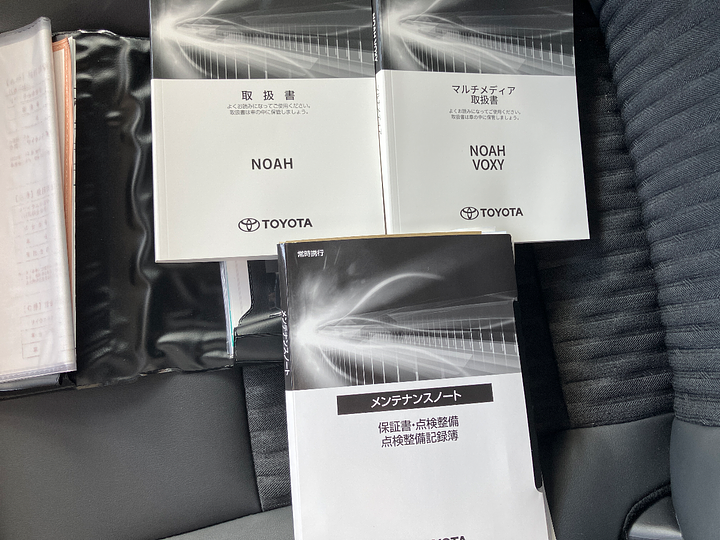 取扱書
よくお読みになってご使用ください。
取扱書は車の中に保管しましょう。
NOAH
TOYOTA
マルチメディア
取扱書
よくお読みになってご使用ください。
取扱書は車の中に保管しましょう。
NOAH
VOXY
TOYOTA
常時携行
メンテナンスノート
メンテナンスノート
保証書・点検整備
点検整備記録簿
TOYOTA